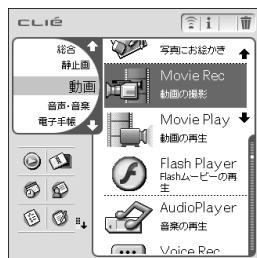 CLIÉ
総合
静止画
動画
音声・音楽
電子手帳
写真にお絵かき
Movie Rec
動画の撮影
Movie Play
動画の再生
Flash Player
Flashムービーの再
生
AudioPlayer
音楽の再生
Voice Rec